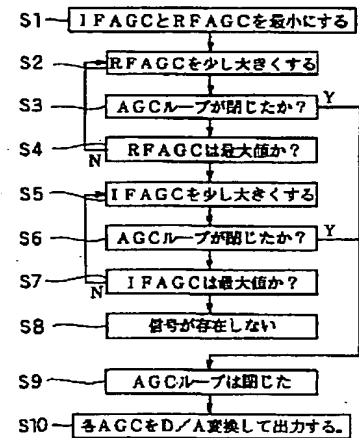 S1 IFAGCとRFAGCを最小にする
S2 RFAGCを少し大きくする
S3 AGCループが閉じたか？ Y
S4 RFAGCは最大値か？
N
S5 IFAGCを少し大きくする
S6 AGCループが閉じたか？ Y
S7 IFAGCは最大値か？
N
S8 信号が存在しない
S9 AGCループは閉じた
S10 各AGCをD／A変換して出力する。